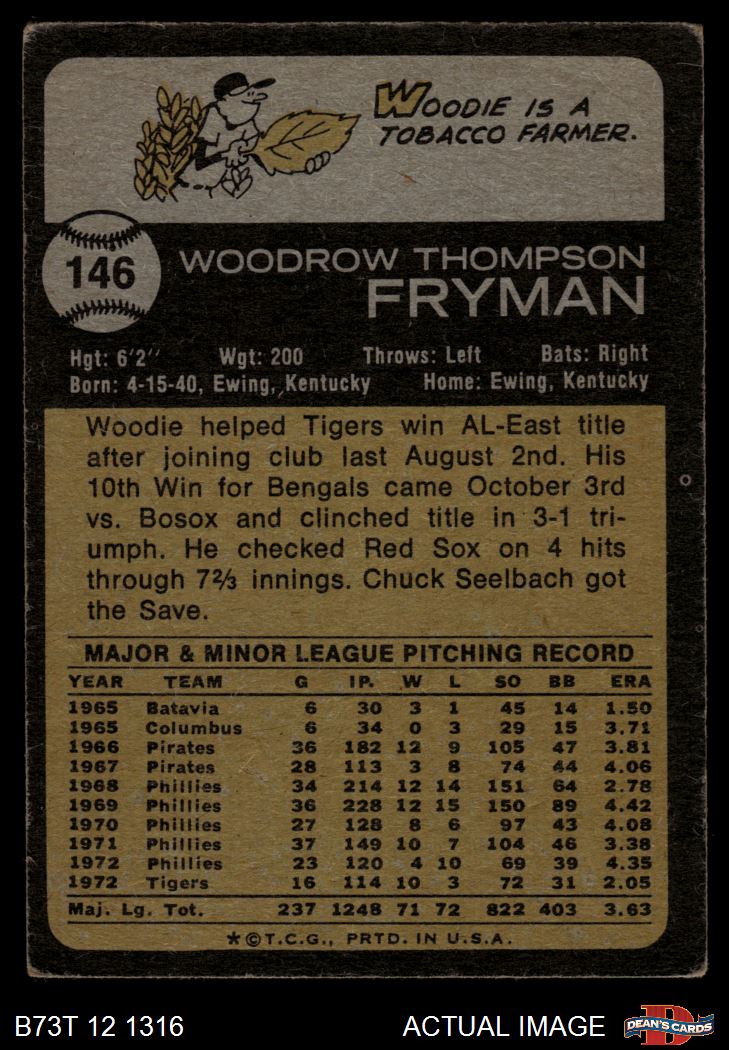 WOODIE IS A
TOBACCO FARMER.
146
WOODROW THOMPSON
FRYMAN
Hgt: 6'2" Wgt: 200 Throws: Left Bats: Right
Born: 4-15-40, Ewing, Kentucky Home: Ewing, Kentucky
Woodie helped Tigers win AL-East title
after joining club last August 2nd. His
10th Win for Bengals came October 3rd
vs. Bosox and clinched title in 3-1 tri-
umph. He checked Red Sox on 4 hits
through 7⅔ innings. Chuck Seelbach got
the Save.
MAJOR & MINOR LEAGUE PITCHING RECORD
YEAR TEAM G IP. W L SO BB ERA
1965 Batavia 6 30 3 1 45 14 1.50
1965 Columbus 6 34 0 3 29 15 3.71
1966 Pirates 36 182 12 9 105 47 3.81
1967 Pirates 28 113 3 8 74 44 4.06
1968 Phillies 34 214 12 14 151 64 2.78
1969 Phillies 36 228 12 15 150 89 4.42
1970 Phillies 27 128 8 6 97 43 4.08
1971 Phillies 37 149 10 7 104 46 3.38
1972 Phillies 23 120 4 10 69 39 4.35
1972 Tigers 16 114 10 3 72 31 2.05
Maj. Lg. Tot. 237 1248 71 72 822 403 3.63
*©T.C.G., PRTD. IN U.S.A.
B73T 12 1316 ACTUAL IMAGE
D
DEAN'S CARDS